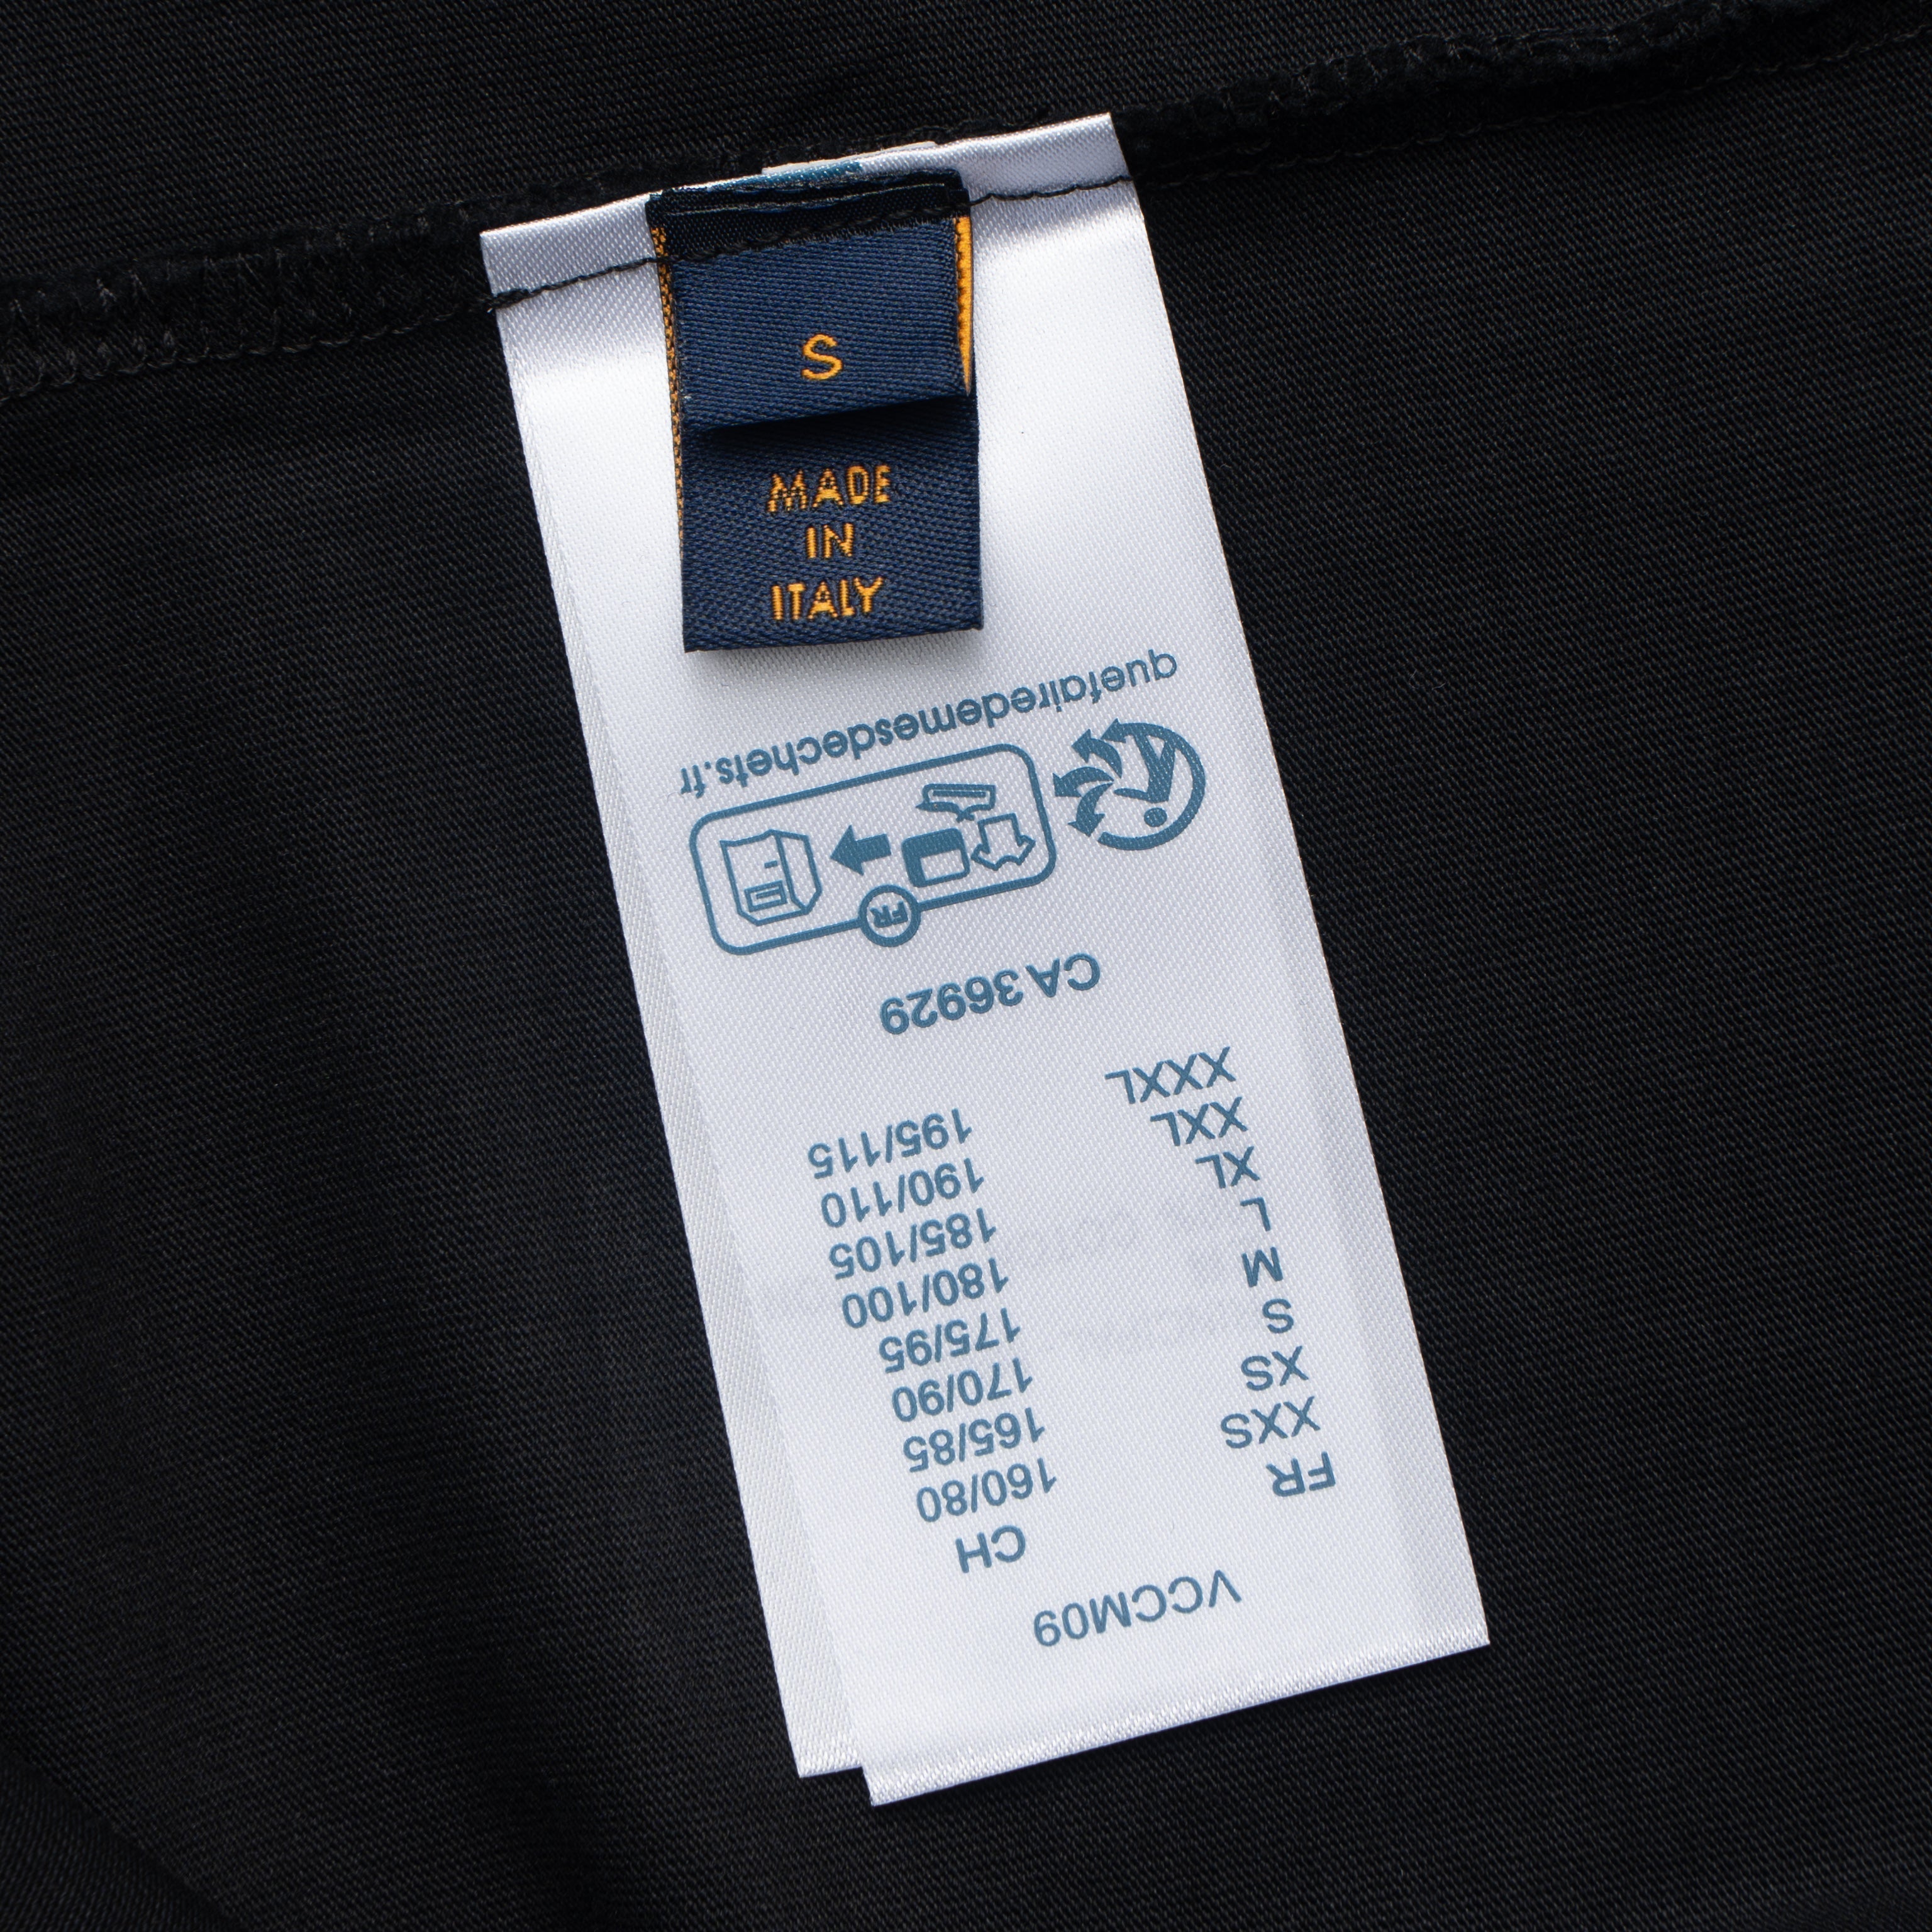 S
MADE
IN
ITALY
VCCM09
FR CH
XXS 160/80
XS 165/85
S 170/90
M 175/95
L 180/100
XL 185/105
XXL 190/110
XXXL 195/115
CA 36929
FR
quefairedemesdechets.fr